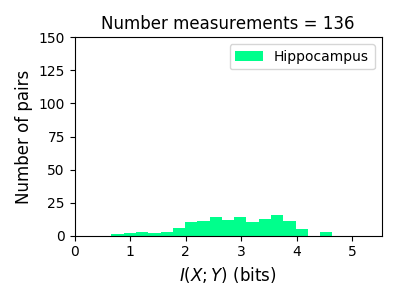 Number measurements = 136
Number of pairs
150
125
100
75
50
25
0
Hippocampus
0 1 2 3 4 5
I(X; Y) (bits)